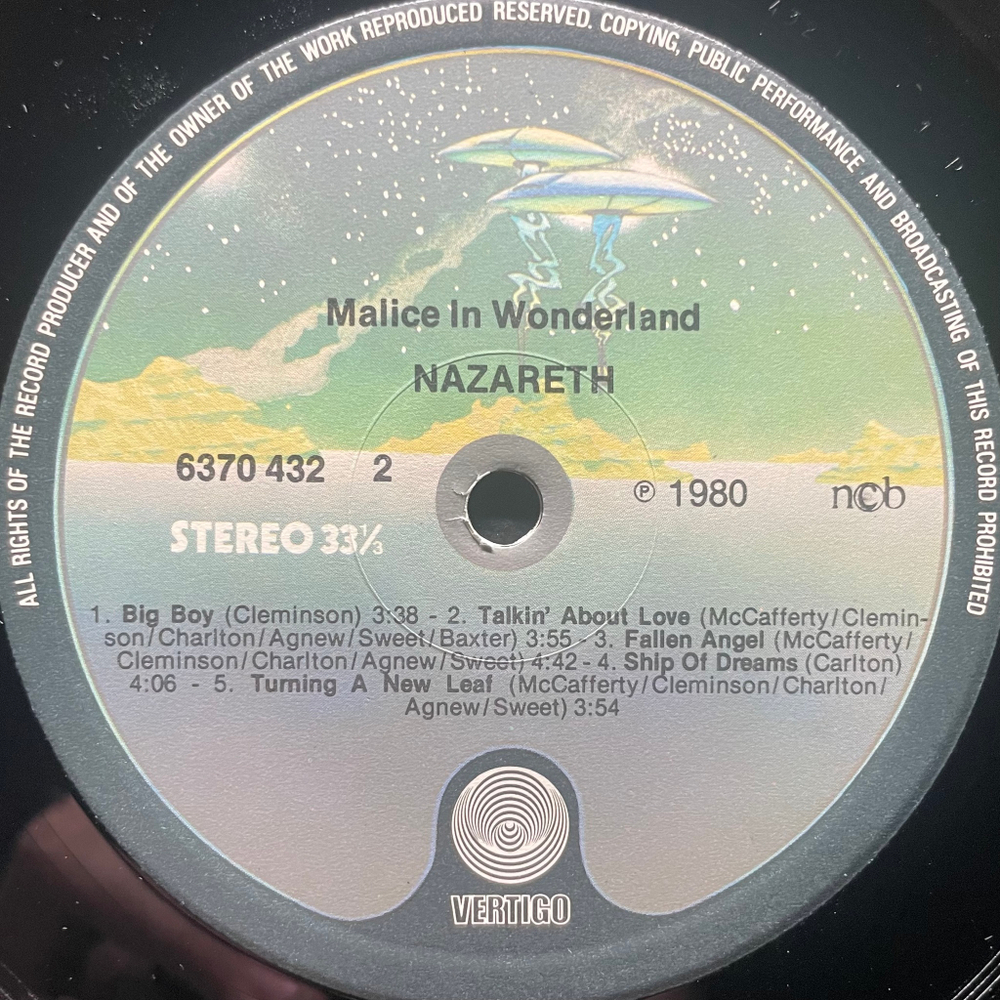 ALL RIGHTS OF THE RECORD PRODUCER AND OF THE OWNER OF THE WORK REPRODUCED RESERVED. COPYING, PUBLIC PERFORMANCE AND BROADCASTING OF THIS RECORD PROHIBITED
Malice In Wonderland
NAZARETH
6370 432 2
℗ 1980 ncb
STEREO 33⅓
1. Big Boy (Cleminson) 3:38 - 2. Talkin' About Love (McCafferty/Clemin-
son/Charlton/Agnew/Sweet/Baxter) 3:55 - 3. Fallen Angel (McCafferty/
Cleminson/Charlton/Agnew/Sweet) 4:42 - 4. Ship Of Dreams (Carlton)
4:06 - 5. Turning A New Leaf (McCafferty/Cleminson/Charlton/
Agnew/Sweet) 3:54
VERTIGO